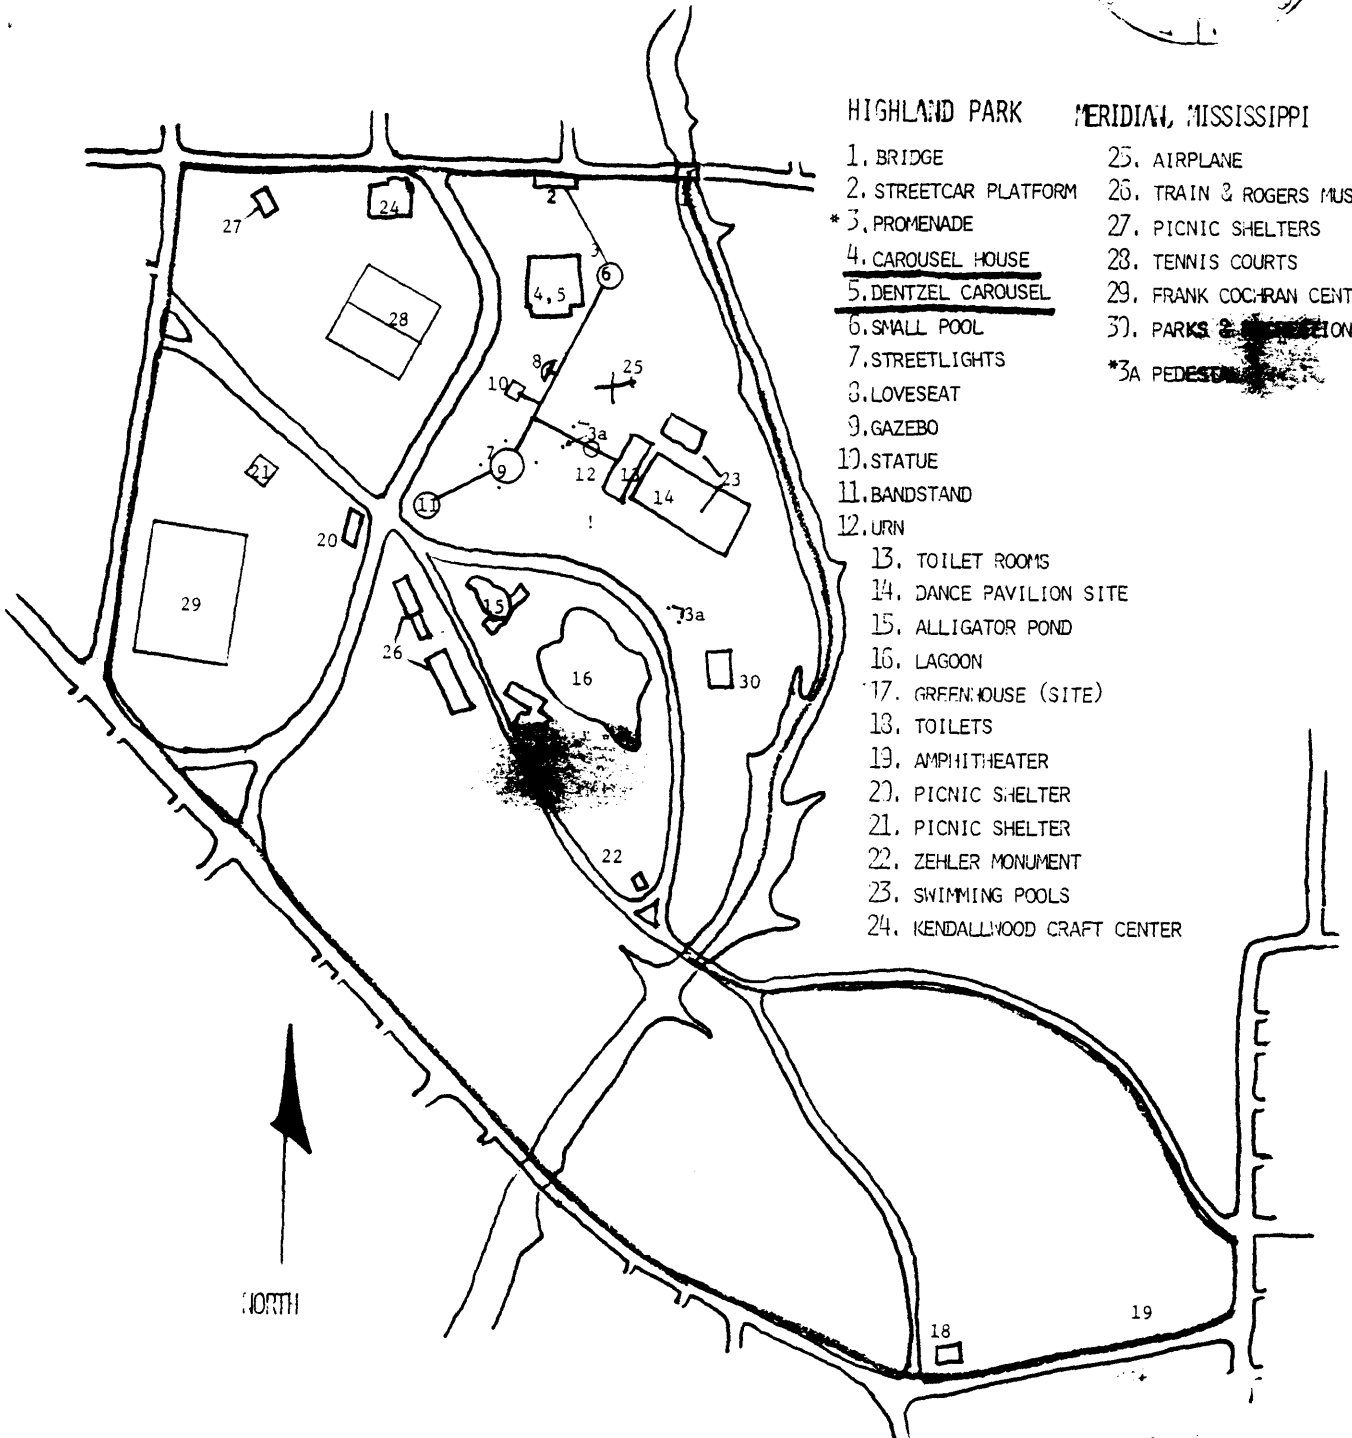 HIGHLAND PARK MERIDIAN, MISSISSIPPI
1. BRIDGE
2. STREETCAR PLATFORM
*3. PROMENADE
4. CAROUSEL HOUSE
5. DENTZEL CAROUSEL
6. SMALL POOL
7. STREETLIGHTS
8. LOVESEAT
9. GAZEBO
10. STATUE
11. BANDSTAND
12. URN
13. TOILET ROOMS
14. DANCE PAVILION SITE
15. ALLIGATOR POND
16. LAGOON
17. GREENHOUSE (SITE)
18. TOILETS
19. AMPHITHEATER
20. PICNIC SHELTER
21. PICNIC SHELTER
22. ZEHLER MONUMENT
23. SWIMMING POOLS
24. KENDALLWOOD CRAFT CENTER
25. AIRPLANE
26. TRAIN & ROGERS MUS
27. PICNIC SHELTERS
28. TENNIS COURTS
29. FRANK COCHRAN CENT
30. PARKS &
*3A
27
24
2
3
6
4,5
28
8
10
25
3a
7
9
12
13
14
23
11
21
20
29
15
26
16
3a
30
22
18
19
NORTH